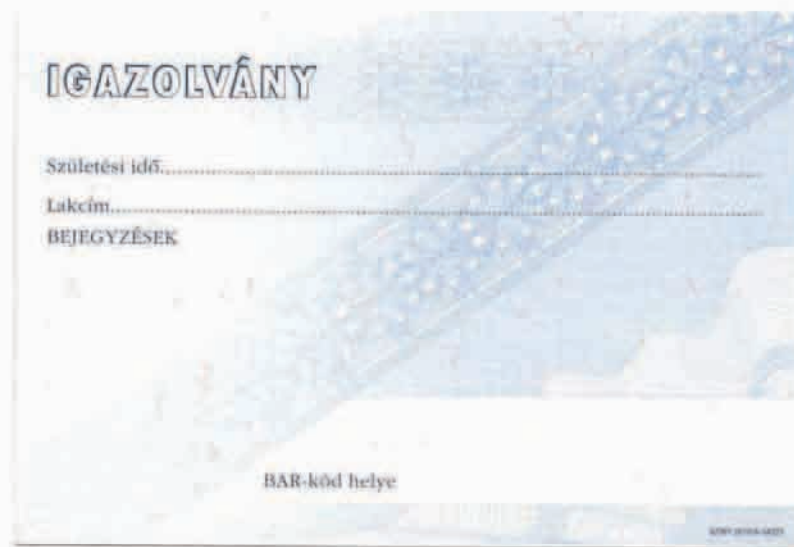 IGAZOLVÁNY
Születési idő
Lakcím
BEJEGYZÉSEK
BAR-kód helye